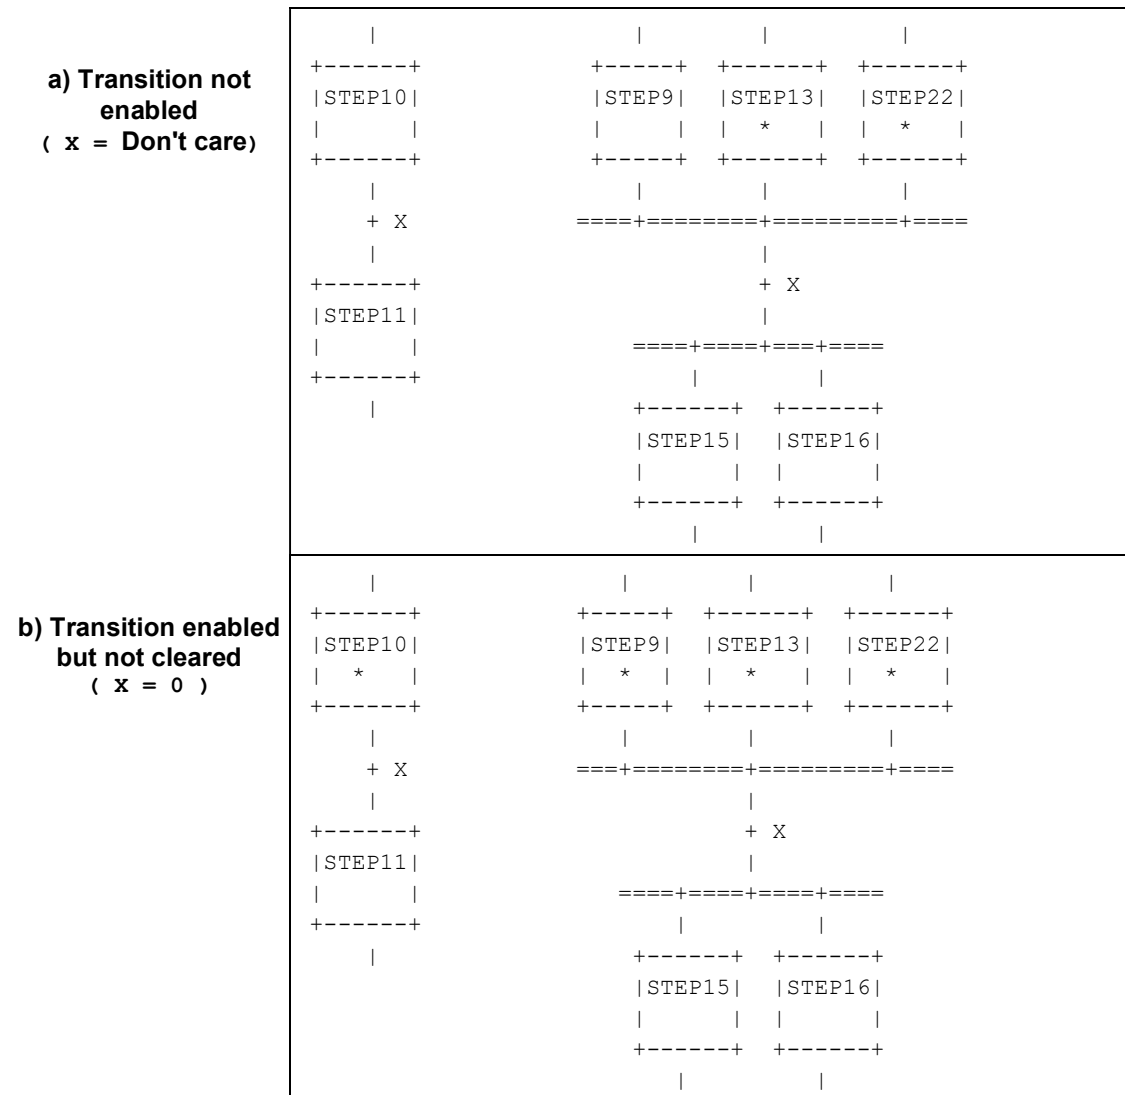 a) Transition not
enabled
( X = Don't care)
                |          |         |
+------+            +-----+  +------+  +------+
|STEP10|            |STEP9|  |STEP13|  |STEP22|
|      |            |     |  |  *   |  |  *   |
+------+            +-----+  +------+  +------+
    |                  |        |         |
    + X            ====+========+=========+====
    |                           |
+------+                        + X
|STEP11|                        |
|      |               ====+====+===+====
+------+                   |        |
    |                  +------+  +------+
                       |STEP15|  |STEP16|
                       |      |  |      |
                       +------+  +------+
                           |        |
b) Transition enabled
but not cleared
( X = 0 )
    |                 |        |         |
+------+           +-----+  +------+  +------+
|STEP10|           |STEP9|  |STEP13|  |STEP22|
|  *   |           |  *  |  |  *   |  |  *   |
+------+           +-----+  +------+  +------+
    |                 |        |         |
    + X            ===+========+=========+====
    |                          |
+------+                       + X
|STEP11|                       |
|      |              ====+====+====+====
+------+                  |         |
    |                  +------+  +------+
                       |STEP15|  |STEP16|
                       |      |  |      |
                       +------+  +------+
                          |         |